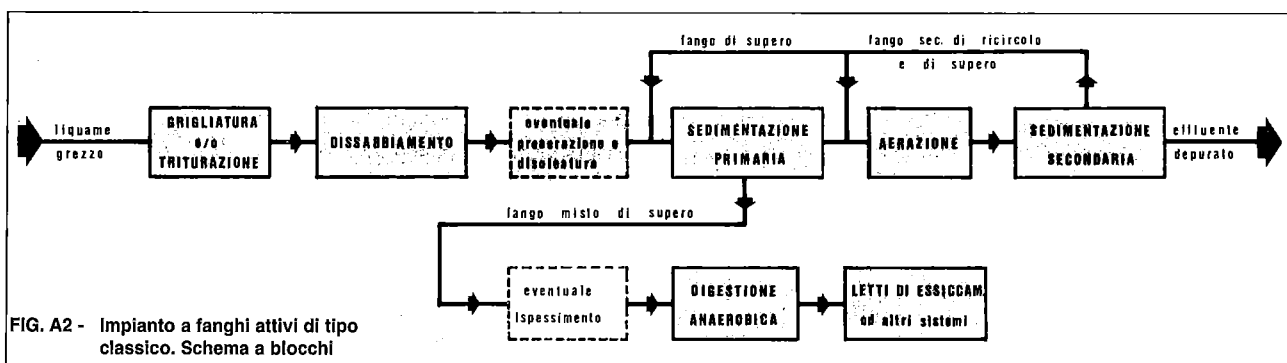 fango di supero
fango sec. di ricircolo
e di supero
liquame
grezzo
GRIGLIATURA
e/o
TRITURAZIONE
DISSABBIAMENTO
eventuale
preaerazione e
disoleatura
SEDIMENTAZIONE
PRIMARIA
AERAZIONE
SEDIMENTAZIONE
SECONDARIA
effluente
depurato
fango misto di supero
eventuale
ispessimento
DIGESTIONE
ANAEROBICA
LETTI DI ESSICCAM.
ed altri sistemi
FIG. A2 - Impianto a fanghi attivi di tipo
classico. Schema a blocchi